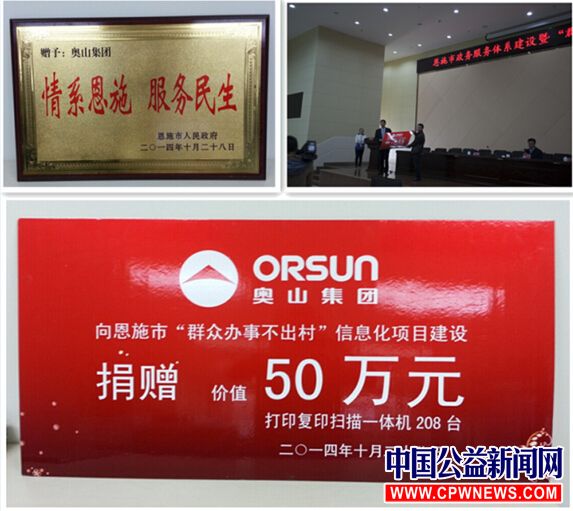 赠予：奥山集团
情系恩施 服务民生
恩施市人民政府
二〇一四年十月二十八日
恩施市政务服务体系建设暨“群
ORSUN
奥山集团
向恩施市“群众办事不出村”信息化项目建设
捐赠 价值 50 万元
打印复印扫描一体机 208 台
二〇一四年十月
中国公益新闻网
WWW.CPWNEWS.COM